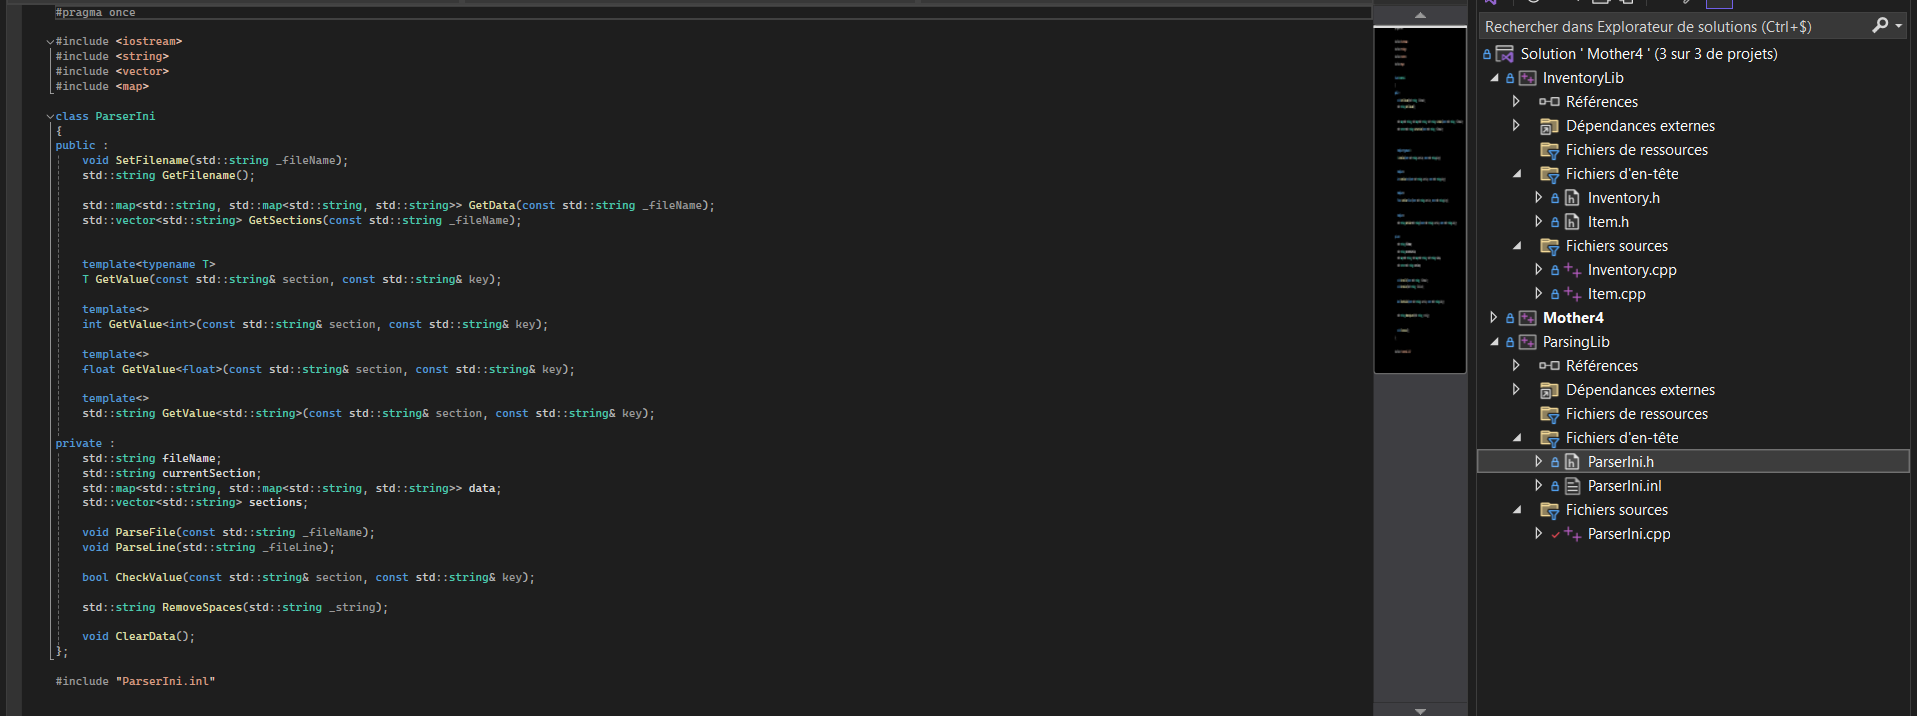 #pragma once
#include <iostream>
#include <string>
#include <vector>
#include <map>
class ParserIni
{
public :
void SetFilename(std::string _fileName);
std::string GetFilename();
std::map<std::string, std::map<std::string, std::string>> GetData(const std::string _fileName);
std::vector<std::string> GetSections(const std::string _fileName);
template<typename T>
T GetValue(const std::string& section, const std::string& key);
template<>
int GetValue<int>(const std::string& section, const std::string& key);
template<>
float GetValue<float>(const std::string& section, const std::string& key);
template<>
std::string GetValue<std::string>(const std::string& section, const std::string& key);
private :
std::string fileName;
std::string currentSection;
std::map<std::string, std::map<std::string, std::string>> data;
std::vector<std::string> sections;
void ParseFile(const std::string _fileName);
void ParseLine(std::string _fileLine);
bool CheckValue(const std::string& section, const std::string& key);
std::string RemoveSpaces(std::string _string);
void ClearData();
};
#include "ParserIni.inl"
Rechercher dans Explorateur de solutions (Ctrl+$)
Solution ' Mother4 ' (3 sur 3 de projets)
InventoryLib
Références
Dépendances externes
Fichiers de ressources
Fichiers d'en-tête
Inventory.h
Item.h
Fichiers sources
Inventory.cpp
Item.cpp
Mother4
ParsingLib
Références
Dépendances externes
Fichiers de ressources
Fichiers d'en-tête
ParserIni.h
ParserIni.inl
Fichiers sources
ParserIni.cpp